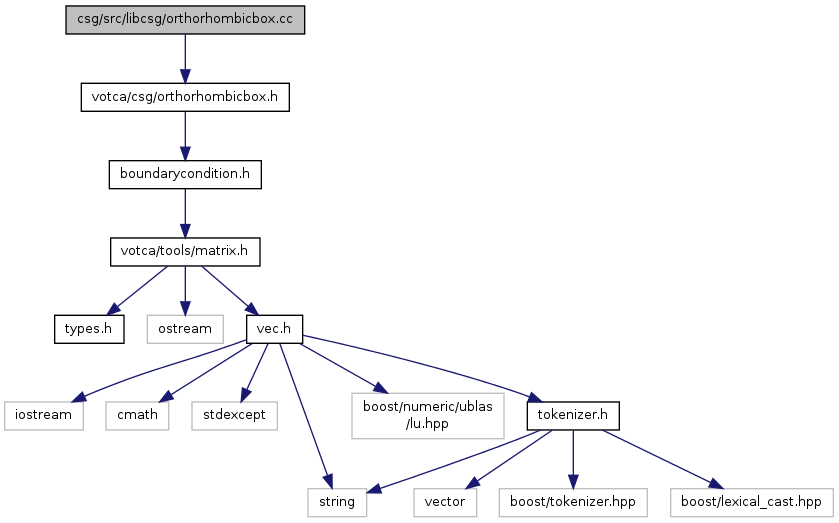 csg/src/libcsg/orthorhombicbox.cc
votca/csg/orthorhombicbox.h
boundarycondition.h
votca/tools/matrix.h
types.h
ostream
vec.h
iostream
cmath
stdexcept
boost/numeric/ublas
/lu.hpp
tokenizer.h
string
vector
boost/tokenizer.hpp
boost/lexical_cast.hpp